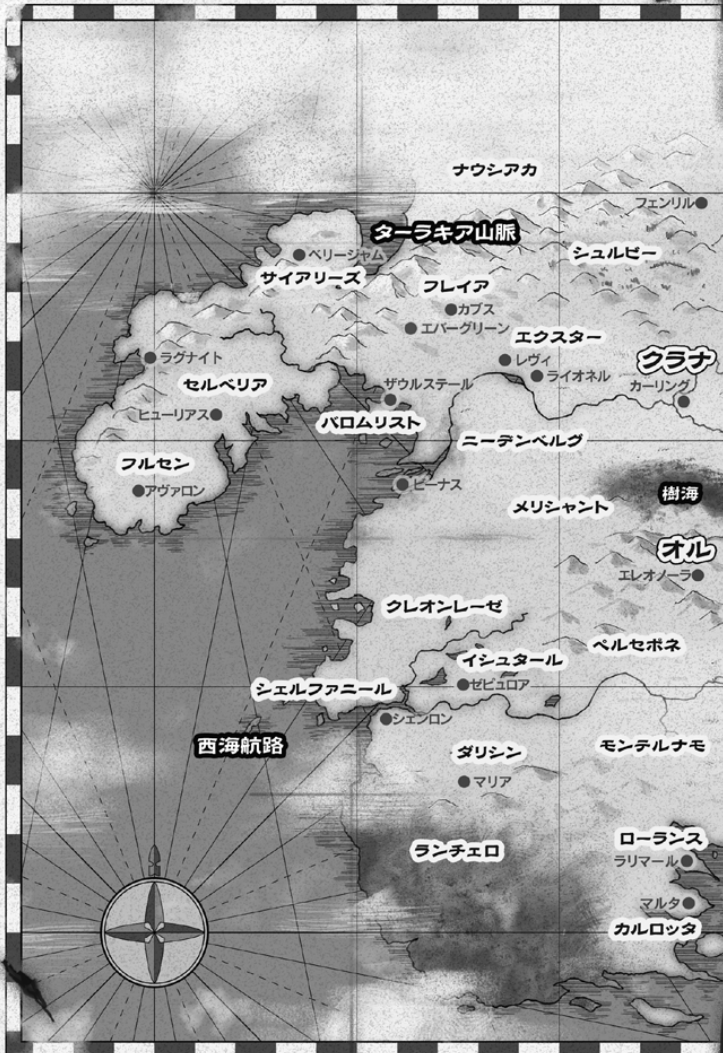 ナウシアカ
フェンリル
ターラキア山脈
ベリージャム
シュルビー
サイアリーズ
フレイア
カブス
エバーグリーン
エクスター
ラグナイト
レヴィ
クラナ
ライオネル
セルベリア
ザウルステール
カーリング
ヒューリアス
バロムリスト
ニーデンベルグ
フルセン
アヴァロン
ビーナス
樹海
メリシャント
オル
エレオノーラ
クレオンレーゼ
ペルセポネ
イシュタール
シェルファニール
ゼピュロア
シェンロン
西海航路
ダリシン
モンテルナモ
マリア
ローランス
ランチェロ
ラリマール
マルタ
カルロッタ